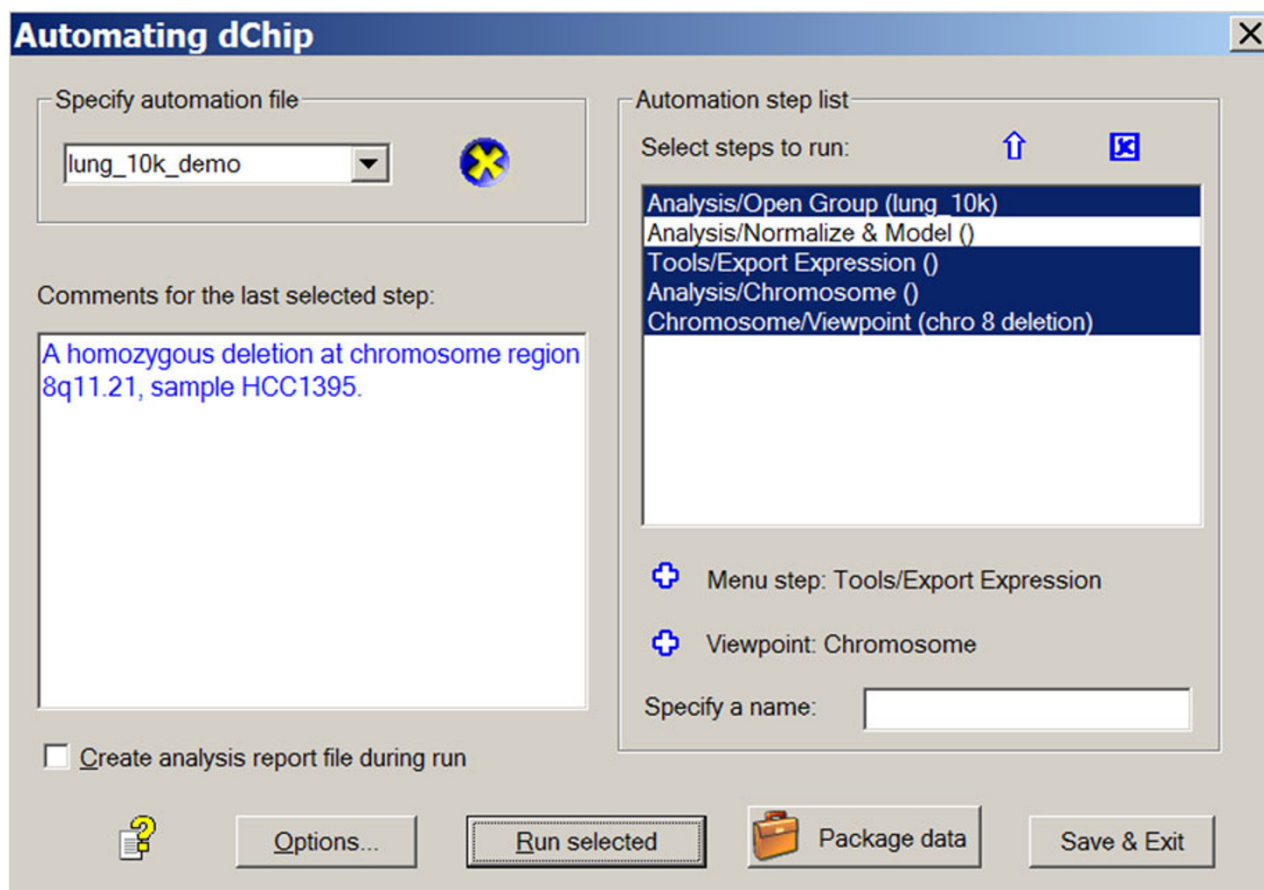 Automating dChip
Specify automation file
lung_10k_demo
Comments for the last selected step:
A homozygous deletion at chromosome region
8q11.21, sample HCC1395.
Create analysis report file during run
Automation step list
Select steps to run:
Analysis/Open Group (lung_10k)
Analysis/Normalize & Model ()
Tools/Export Expression ()
Analysis/Chromosome ()
Chromosome/Viewpoint (chro 8 deletion)
Menu step: Tools/Export Expression
Viewpoint: Chromosome
Specify a name:
Options...
Run selected
Package data
Save & Exit